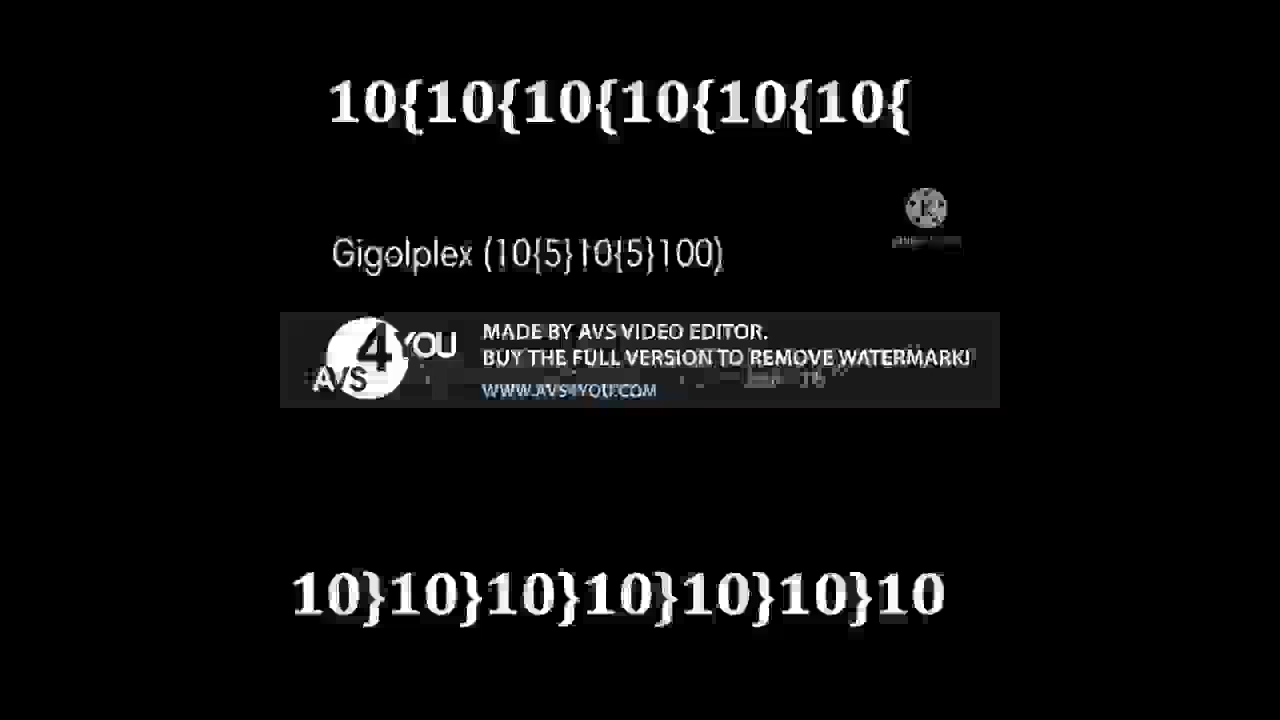 10{10{10{10{10{10{
Gigolplex (10{5}10{5}100)
AVS4YOU
MADE BY AVS VIDEO EDITOR.
BUY THE FULL VERSION TO REMOVE WATERMARK!
WWW.AVS4YOU.COM
10}10}10}10}10}10}10